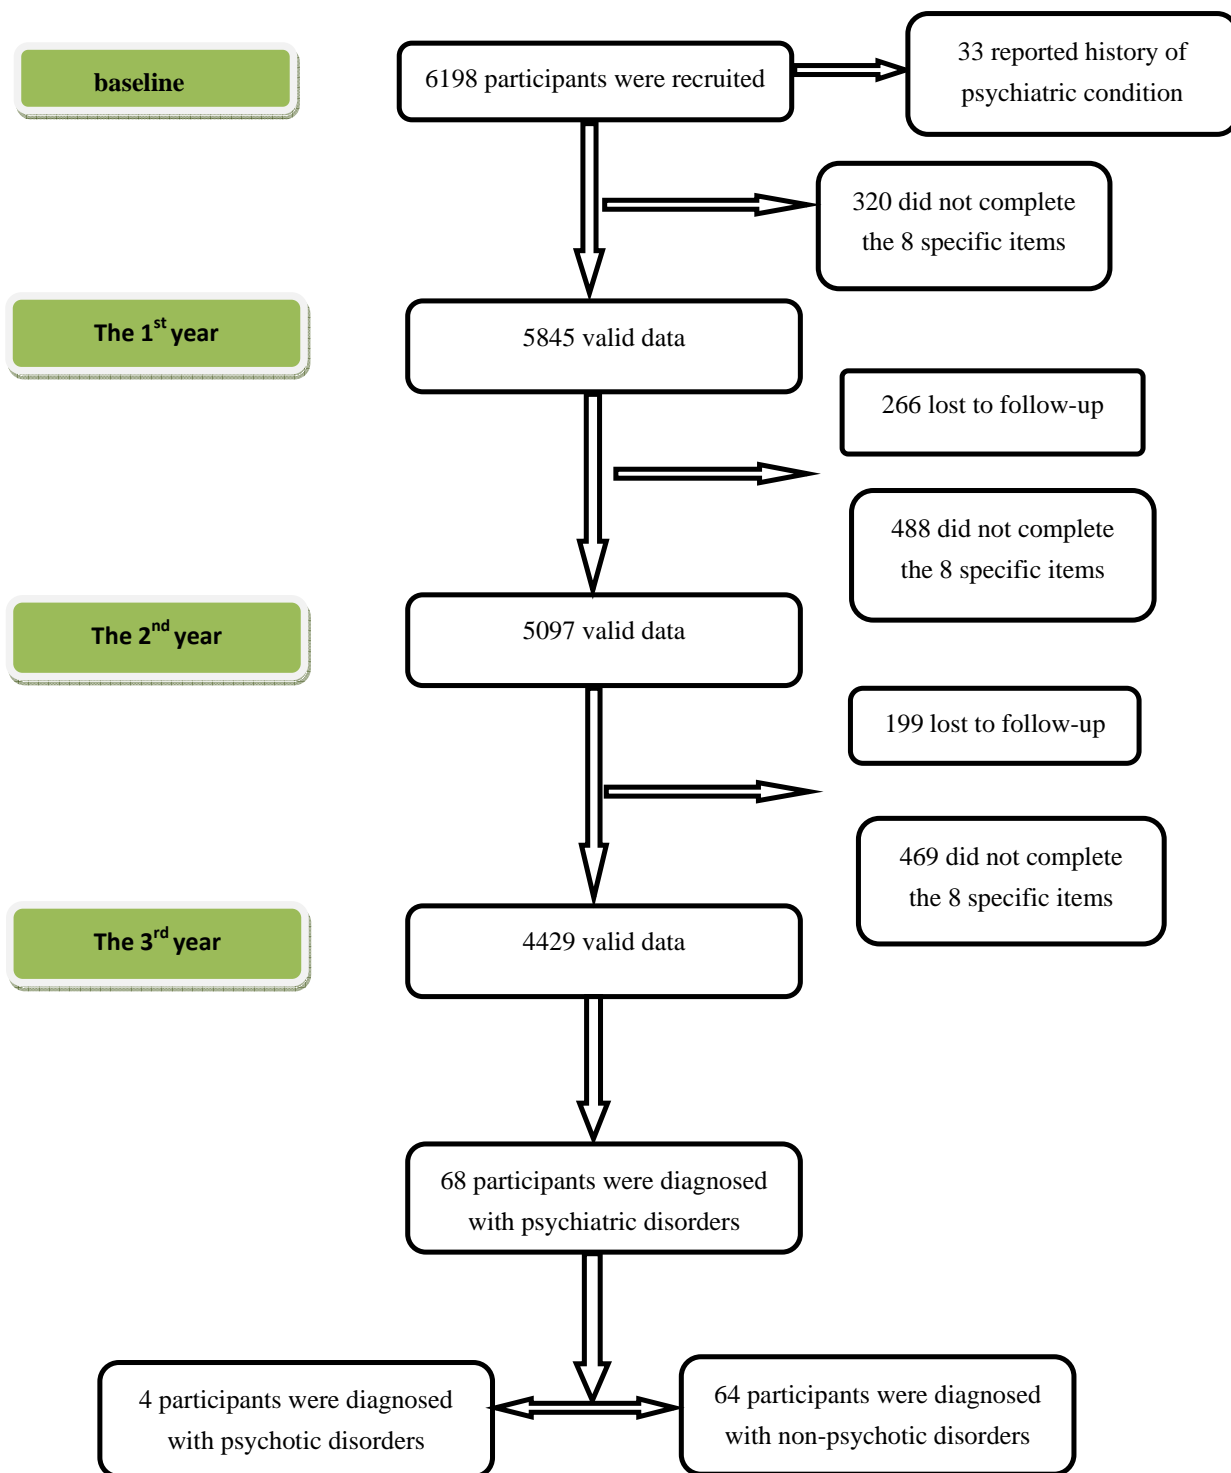 baseline
6198 participants were recruited
33 reported history of
psychiatric condition
320 did not complete
the 8 specific items
The 1st year
5845 valid data
266 lost to follow-up
488 did not complete
the 8 specific items
The 2nd year
5097 valid data
199 lost to follow-up
469 did not complete
the 8 specific items
The 3rd year
4429 valid data
68 participants were diagnosed
with psychiatric disorders
4 participants were diagnosed
with psychotic disorders
64 participants were diagnosed
with non-psychotic disorders